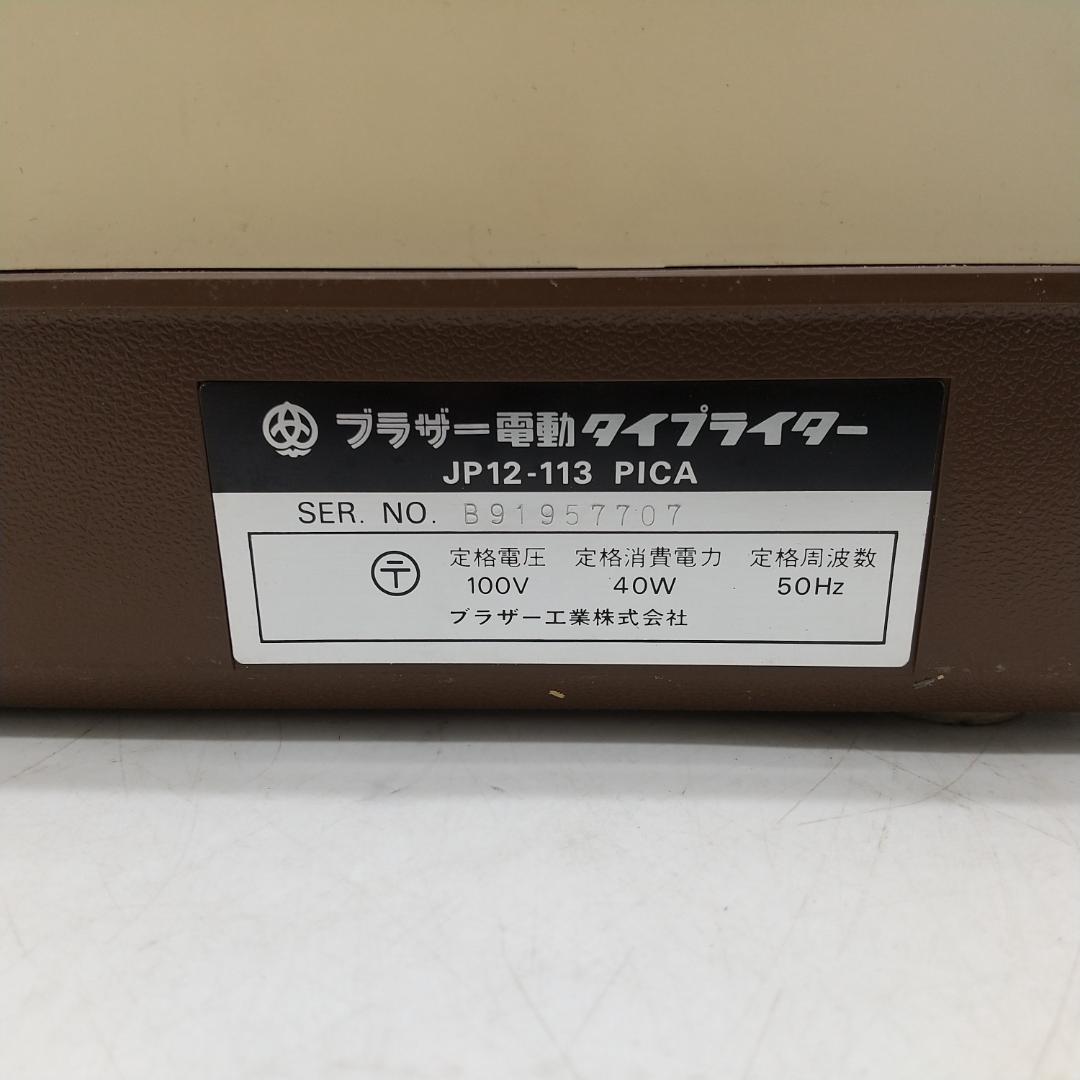 ブラザー電動タイプライター
JP12-113 PICA
SER. NO. B91957707
〶 定格電圧 定格消費電力 定格周波数
100V 40W 50Hz
ブラザー工業株式会社